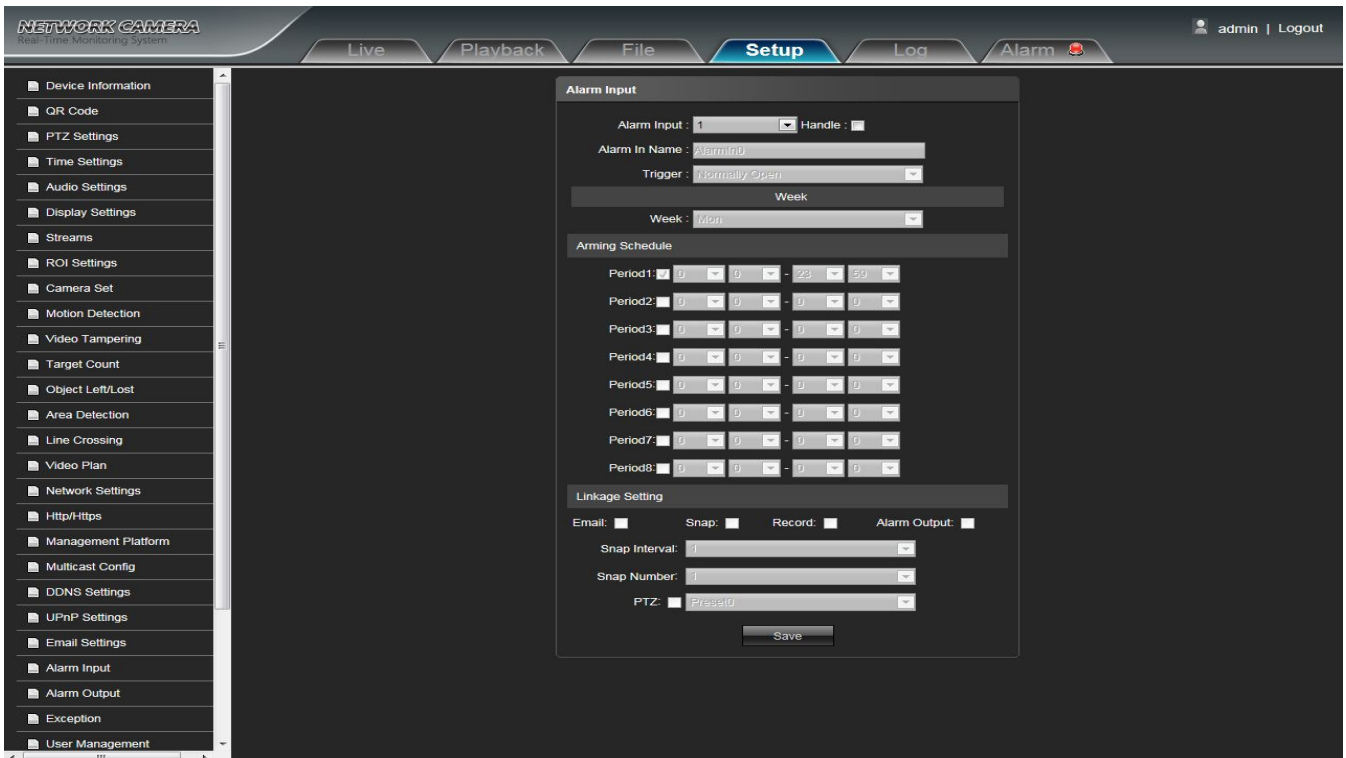 NETWORK CAMERA
Real-Time Monitoring System
Live Playback File Setup Log Alarm
admin | Logout
Device Information
QR Code
PTZ Settings
Time Settings
Audio Settings
Display Settings
Streams
ROI Settings
Camera Set
Motion Detection
Video Tampering
Target Count
Object Left/Lost
Area Detection
Line Crossing
Video Plan
Network Settings
Http/Https
Management Platform
Multicast Config
DDNS Settings
UPnP Settings
Email Settings
Alarm Input
Alarm Output
Exception
User Management
Alarm Input
Alarm Input : 1 Handle :
Alarm In Name : AlarmIn0
Trigger : Normally Open
Week
Week : Mon
Arming Schedule
Period1: 0 0 - 23 59
Period2: 0 0 - 0 0
Period3: 0 0 - 0 0
Period4: 0 0 - 0 0
Period5: 0 0 - 0 0
Period6: 0 0 - 0 0
Period7: 0 0 - 0 0
Period8: 0 0 - 0 0
Linkage Setting
Email: Snap: Record: Alarm Output:
Snap Interval: 1
Snap Number: 1
PTZ: Preset0
Save